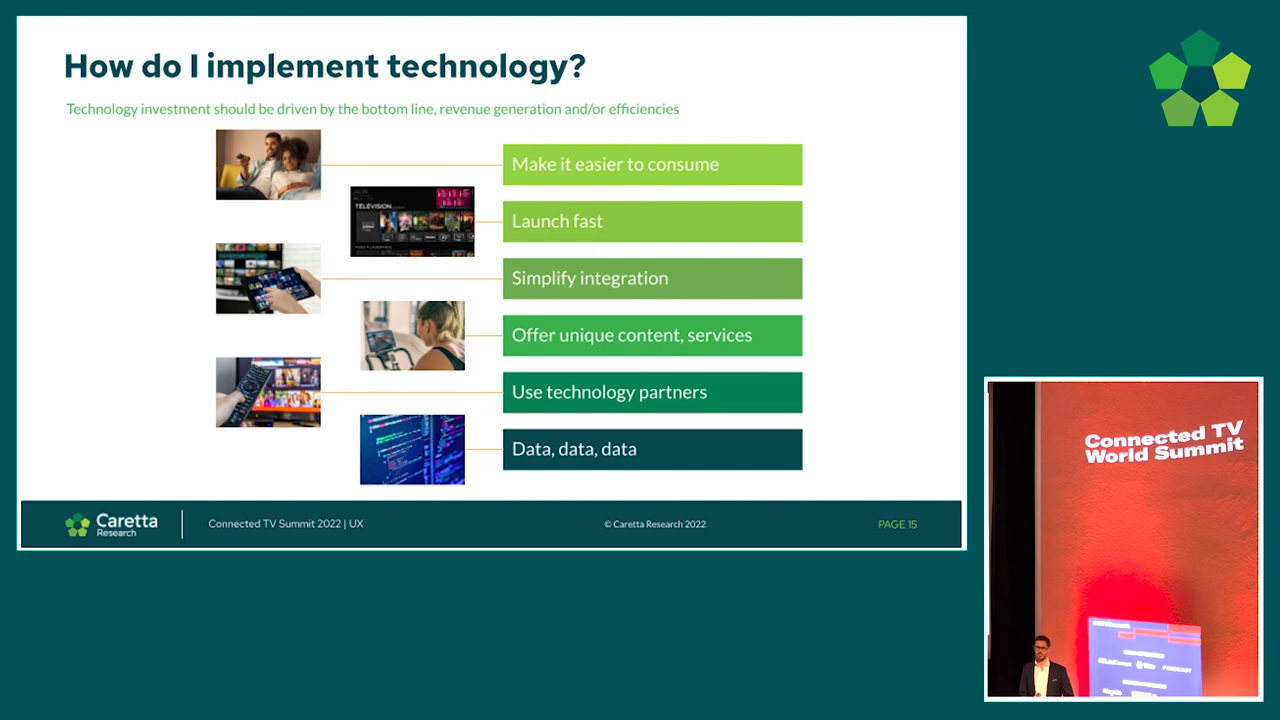 How do I implement technology?
Technology investment should be driven by the bottom line, revenue generation and/or efficiencies
Make it easier to consume
TÉLÉVISION
Launch fast
Simplify integration
Offer unique content, services
Use technology partners
Data, data, data
Caretta
Research
Connected TV Summit 2022 | UX
© Caretta Research 2022
PAGE 15
Connected TV
World Summit